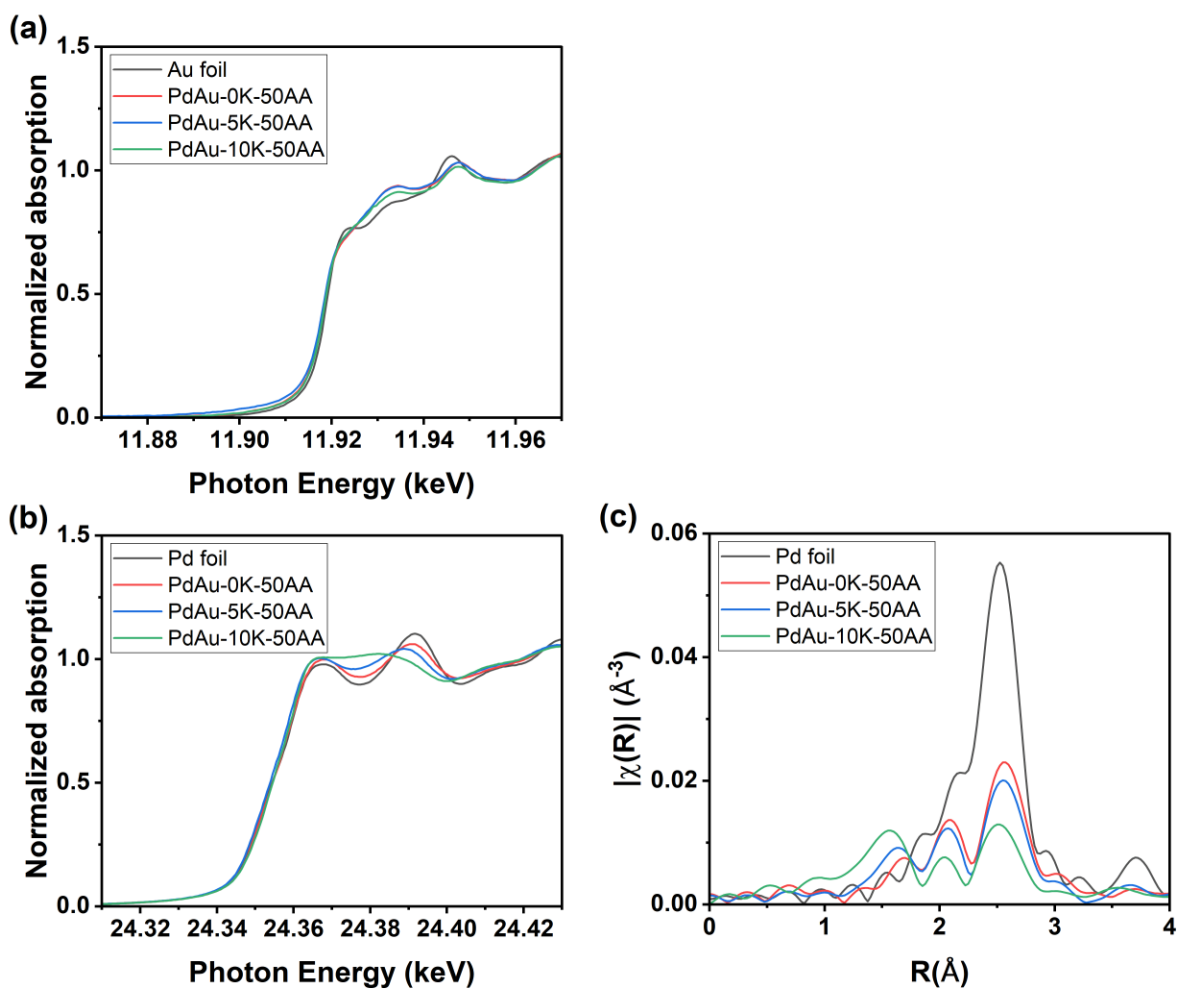 (a)
1.5
1.0
0.5
0.0
Normalized absorption
Au foil
PdAu-0K-50AA
PdAu-5K-50AA
PdAu-10K-50AA
11.88 11.90 11.92 11.94 11.96
Photon Energy (keV)
(b)
1.5
1.0
0.5
0.0
Normalized absorption
Pd foil
PdAu-0K-50AA
PdAu-5K-50AA
PdAu-10K-50AA
24.32 24.34 24.36 24.38 24.40 24.42
Photon Energy (keV)
(c)
0.06
0.04
0.02
0.00
|χ(R)| (Å⁻³)
Pd foil
PdAu-0K-50AA
PdAu-5K-50AA
PdAu-10K-50AA
0 1 2 3 4
R(Å)